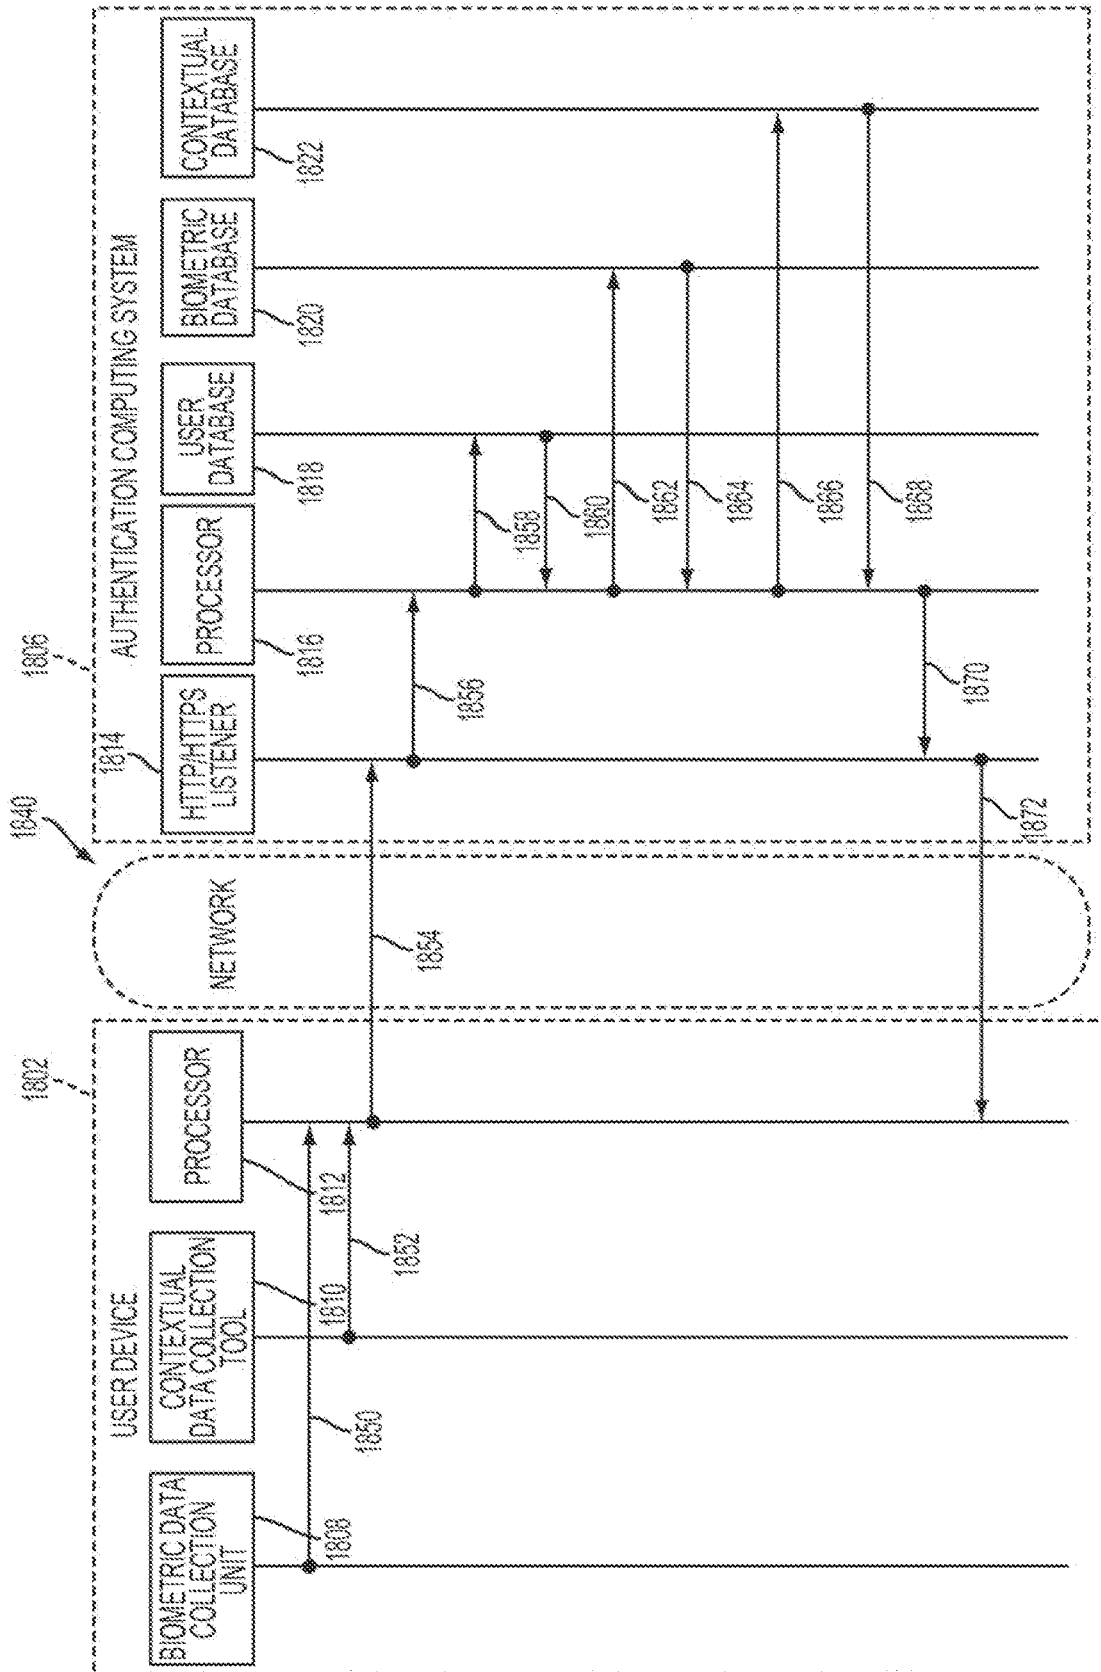 1802
USER DEVICE
BIOMETRIC DATA
COLLECTION
UNIT
1808
CONTEXTUAL
DATA COLLECTION
TOOL
1810
PROCESSOR
1812
1850
1852
1840
NETWORK
1854
1806
AUTHENTICATION COMPUTING SYSTEM
1814
HTTP/HTTPS
LISTENER
PROCESSOR
1816
USER
DATABASE
1818
BIOMETRIC
DATABASE
1820
CONTEXTUAL
DATABASE
1822
1856
1858
1860
1862
1864
1866
1868
1870
1872